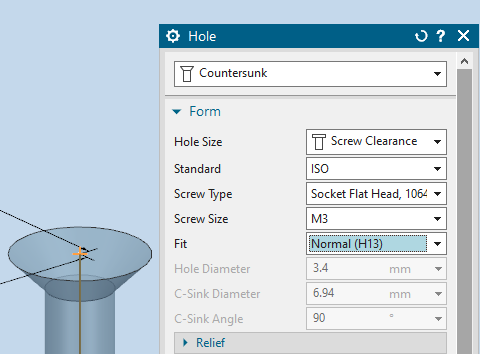 Hole
Countersunk
Form
Hole Size Screw Clearance
Standard ISO
Screw Type Socket Flat Head, 1064
Screw Size M3
Fit Normal (H13)
Hole Diameter 3.4 mm
C-Sink Diameter 6.94 mm
C-Sink Angle 90 °
Relief